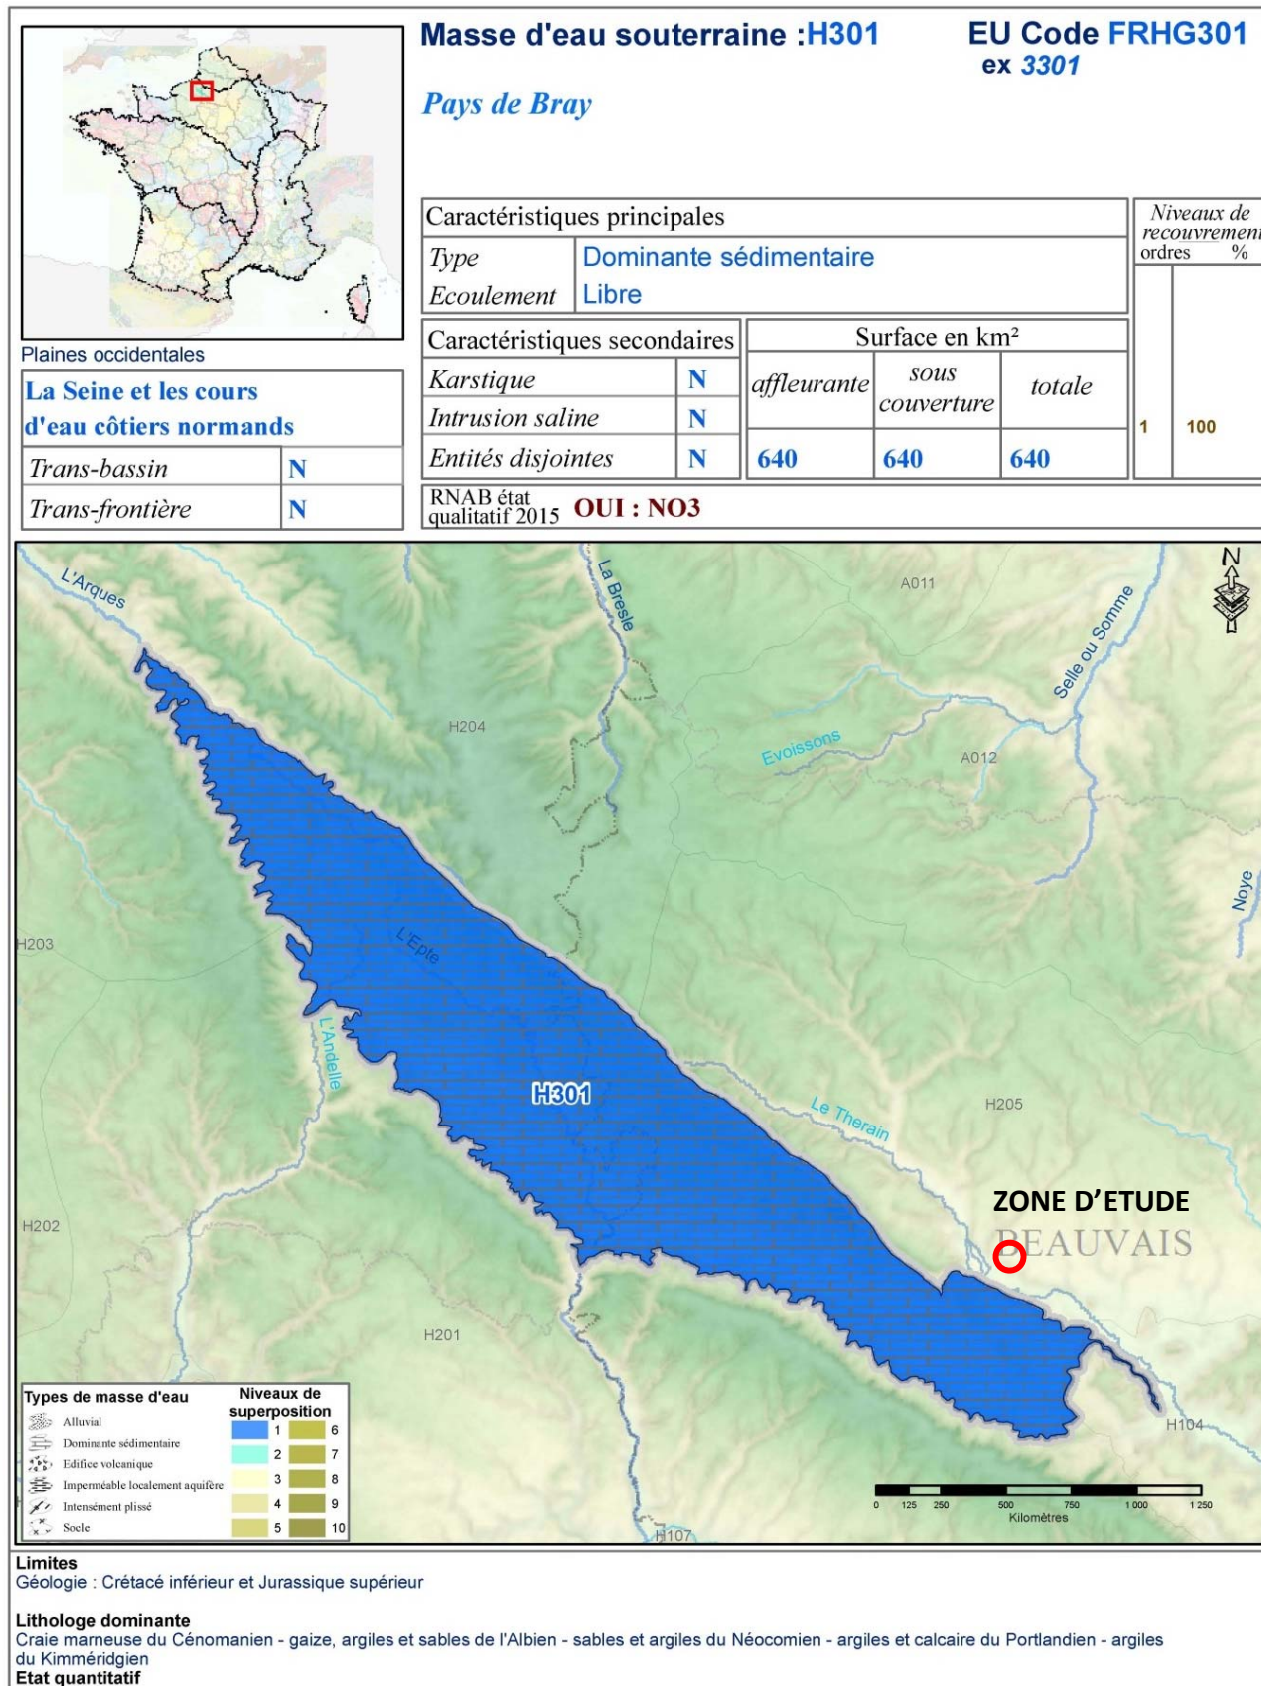 Masse d'eau souterraine :H301
EU Code FRHG301
ex 3301
Pays de Bray
Plaines occidentales
La Seine et les cours
d'eau côtiers normands
Trans-bassin N
Trans-frontière N
Caractéristiques principales
Type Dominante sédimentaire
Ecoulement Libre
Caractéristiques secondaires
Karstique N
Intrusion saline N
Entités disjointes N
Surface en km²
affleurante sous couverture totale
640 640 640
Niveaux de
recouvrement
ordres %
1 100
RNAB état
qualitatif 2015 OUI : NO3
N
L'Arques
La Bresle
A011
Selle ou Somme
H204
Evoissons
A012
Noye
H203
L'Epte
L'Andelle
H301
Le Therain
H205
ZONE D'ETUDE
BEAUVAIS
H202
H201
H104
H107
Types de masse d'eau
Alluvial
Dominante sédimentaire
Edifice volcanique
Imperméable localement aquifère
Intensément plissé
Socle
Niveaux de
superposition
1 6
2 7
3 8
4 9
5 10
0 125 250 500 750 1 000 1 250
Kilomètres
Limites
Géologie : Crétacé inférieur et Jurassique supérieur
Lithologe dominante
Craie marneuse du Cénomanien - gaize, argiles et sables de l'Albien - sables et argiles du Néocomien - argiles et calcaire du Portlandien - argiles
du Kimméridgien
Etat quantitatif